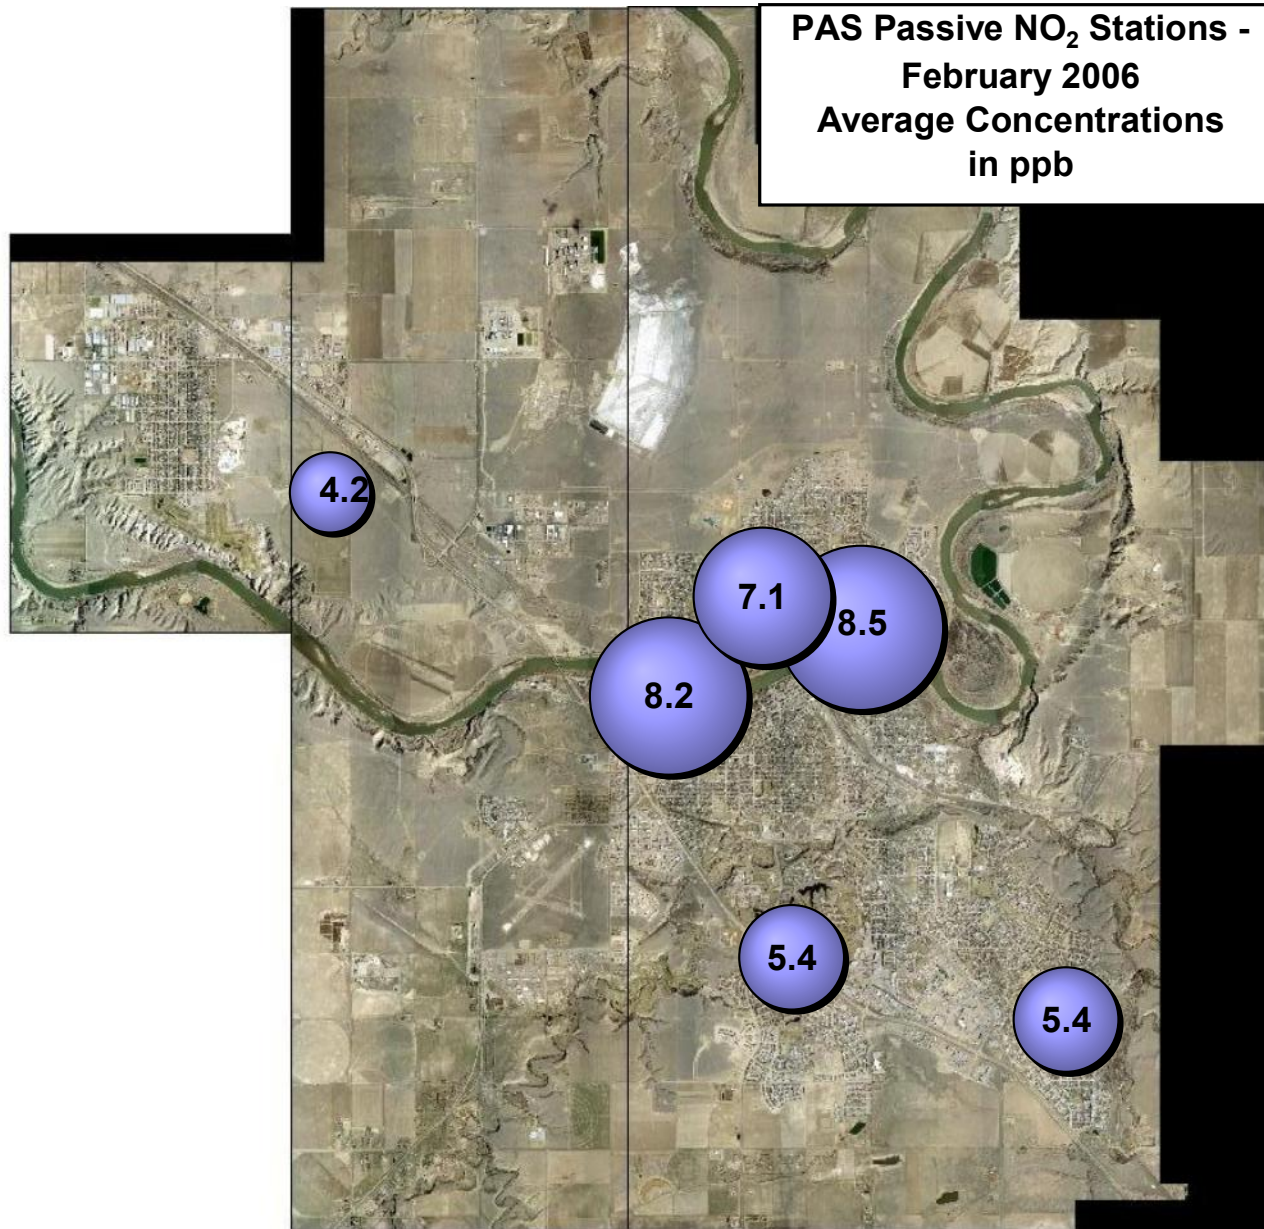 PAS Passive NO₂ Stations -
February 2006
Average Concentrations
in ppb
4.2
7.1
8.5
8.2
5.4
5.4